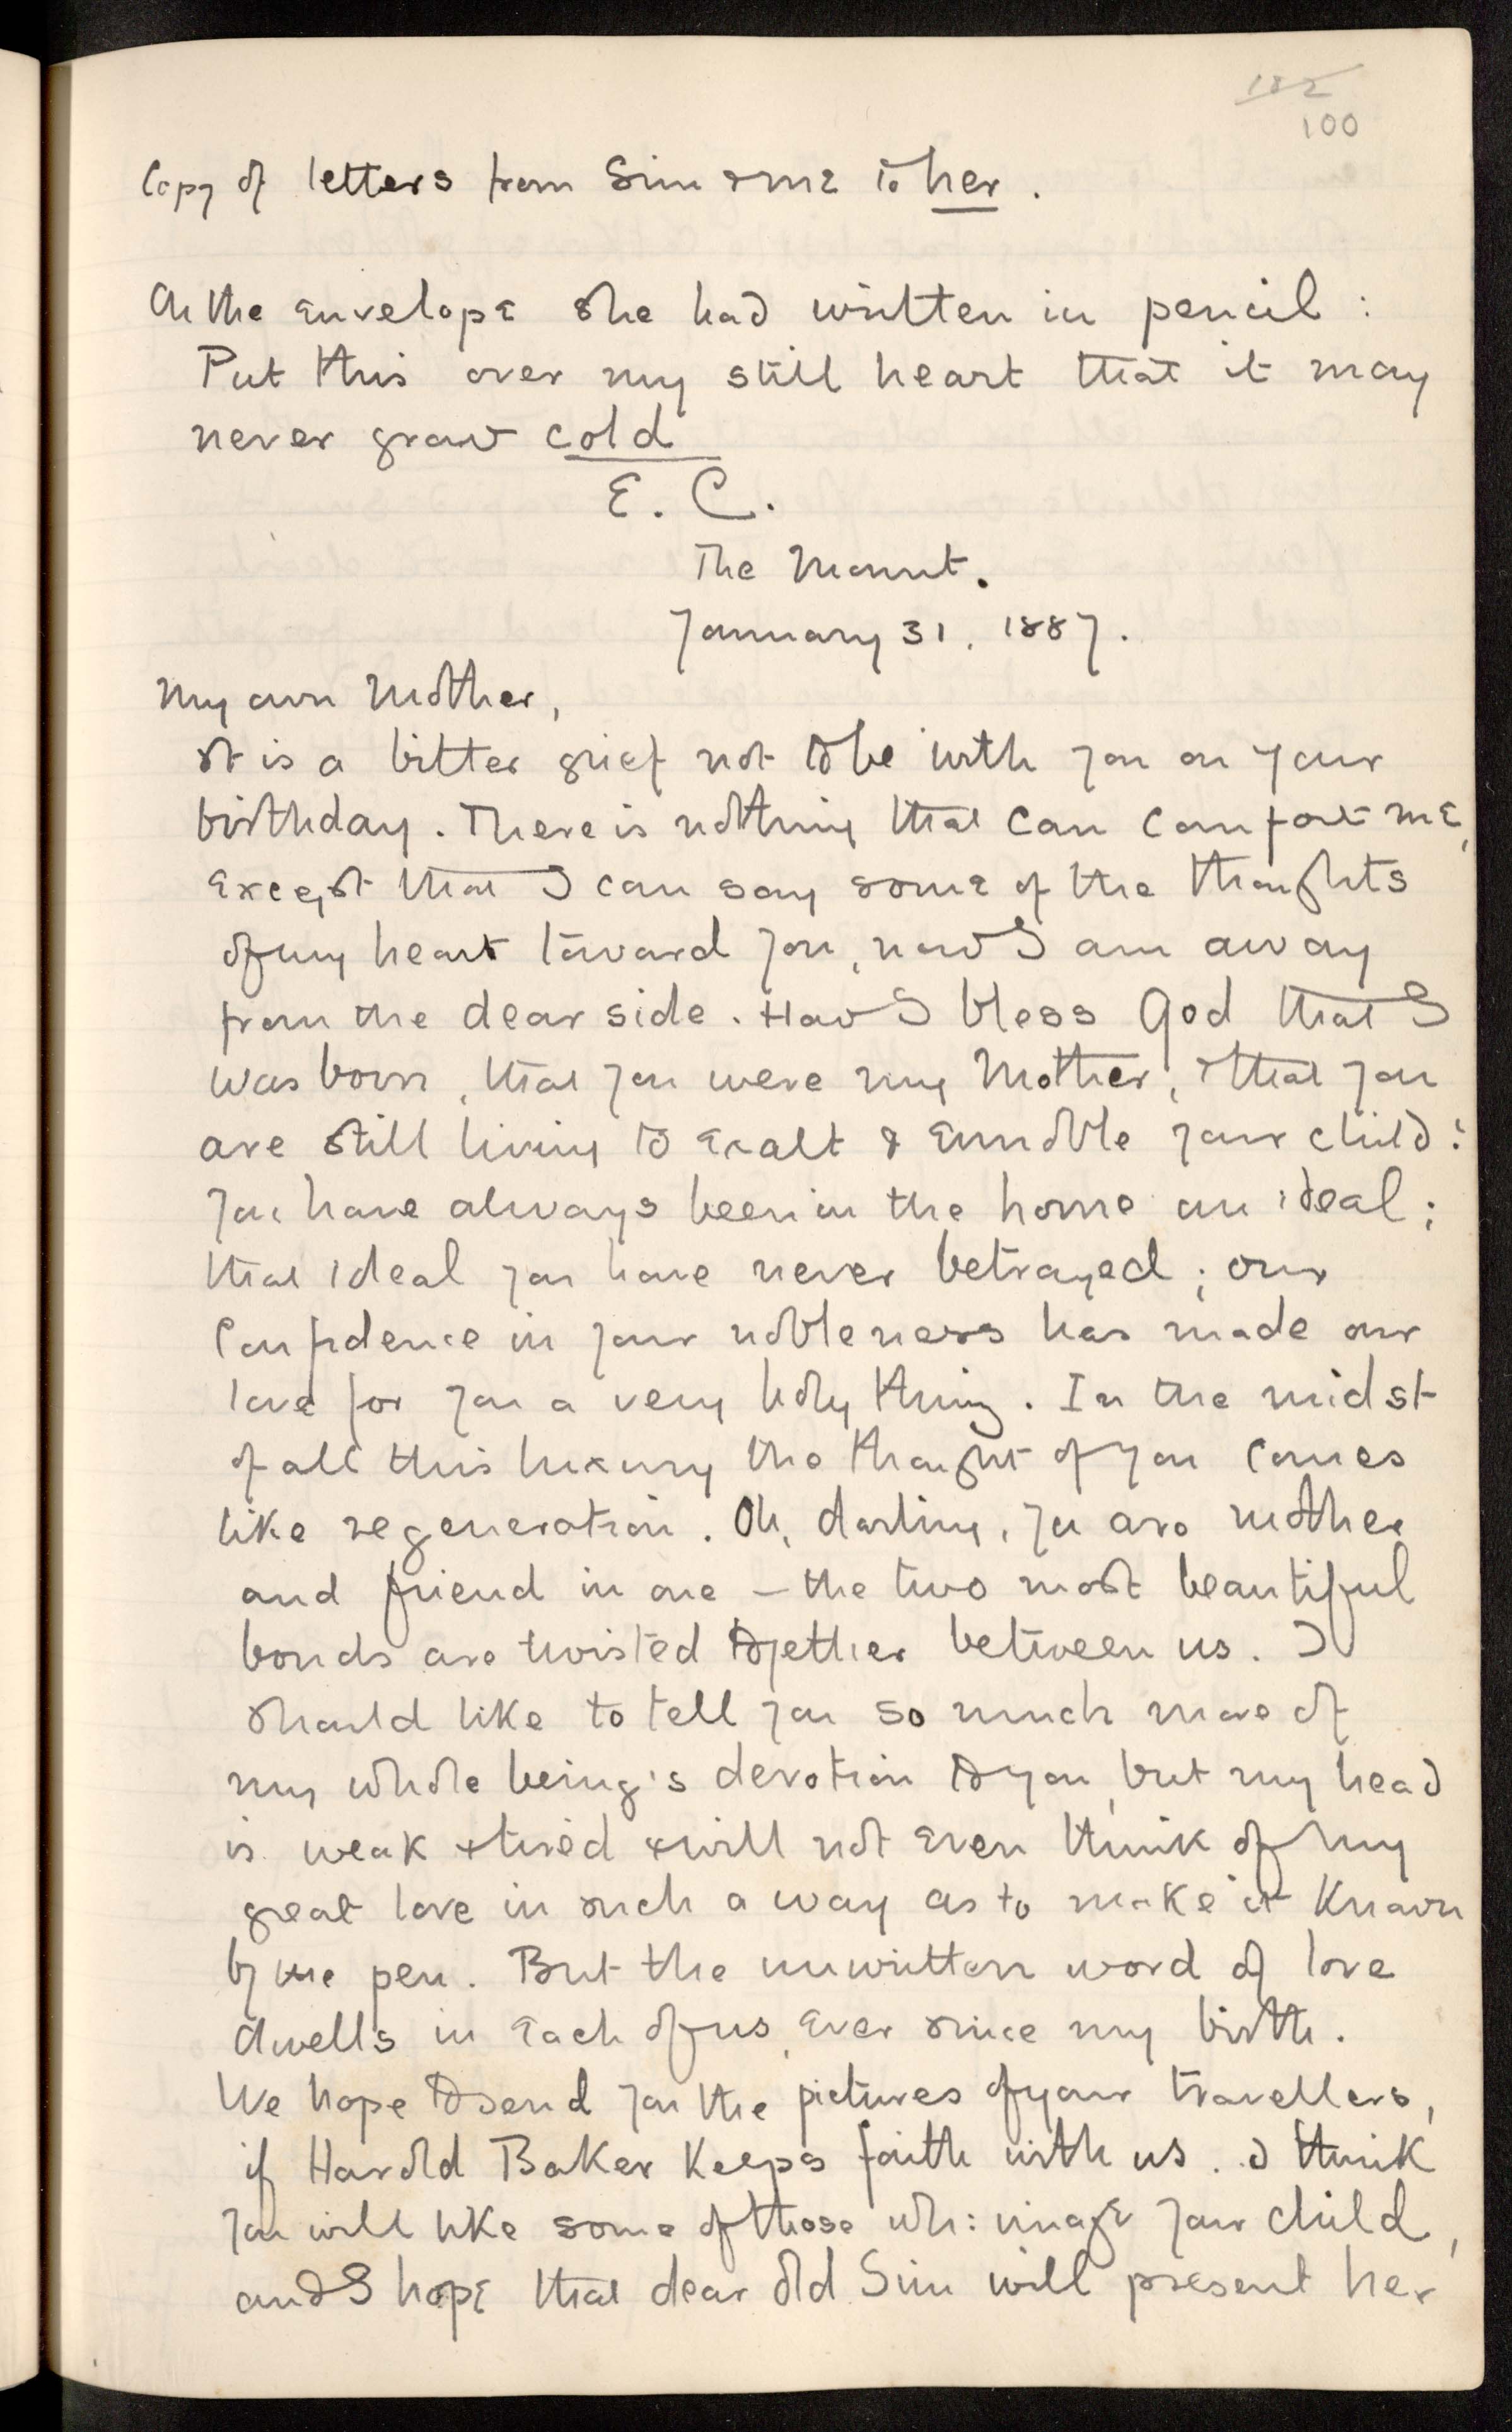 132
100
Copy of letters from Sim & me to her.
On the envelope she had written in pencil:
Put this over my still heart that it may
never grow cold
E. C.
The Mount.
January 31. 1887.
My own Mother,
It is a bitter grief not to be with you on your
birthday. There is nothing that can comfort me,
except that I can say some of the thoughts
of my heart toward you, now I am away
from the dear side. How I bless God that I
was born, that you were my Mother, & that you
are still living to exalt & ennoble your child!
You have always been in the home an ideal;
that ideal you have never betrayed; our
confidence in your nobleness has made our
love for you a very holy thing. In the midst
of all this luxury the thought of you comes
like regeneration. Oh, darling, you are mother
and friend in one – the two most beautiful
bonds are twisted together between us. I
should like to tell you so much more of
my whole being's devotion to you, but my head
is weak & tired & will not even think of my
great love in such a way as to make it known
by the pen. But the unwritten word of love
dwells in each of us, ever since my birth.
We hope to send you the pictures of your travellers,
if Harold Baker keeps faith with us. I think
you will like some of those wh: image your child,
and I hope that dear old Sim will present her